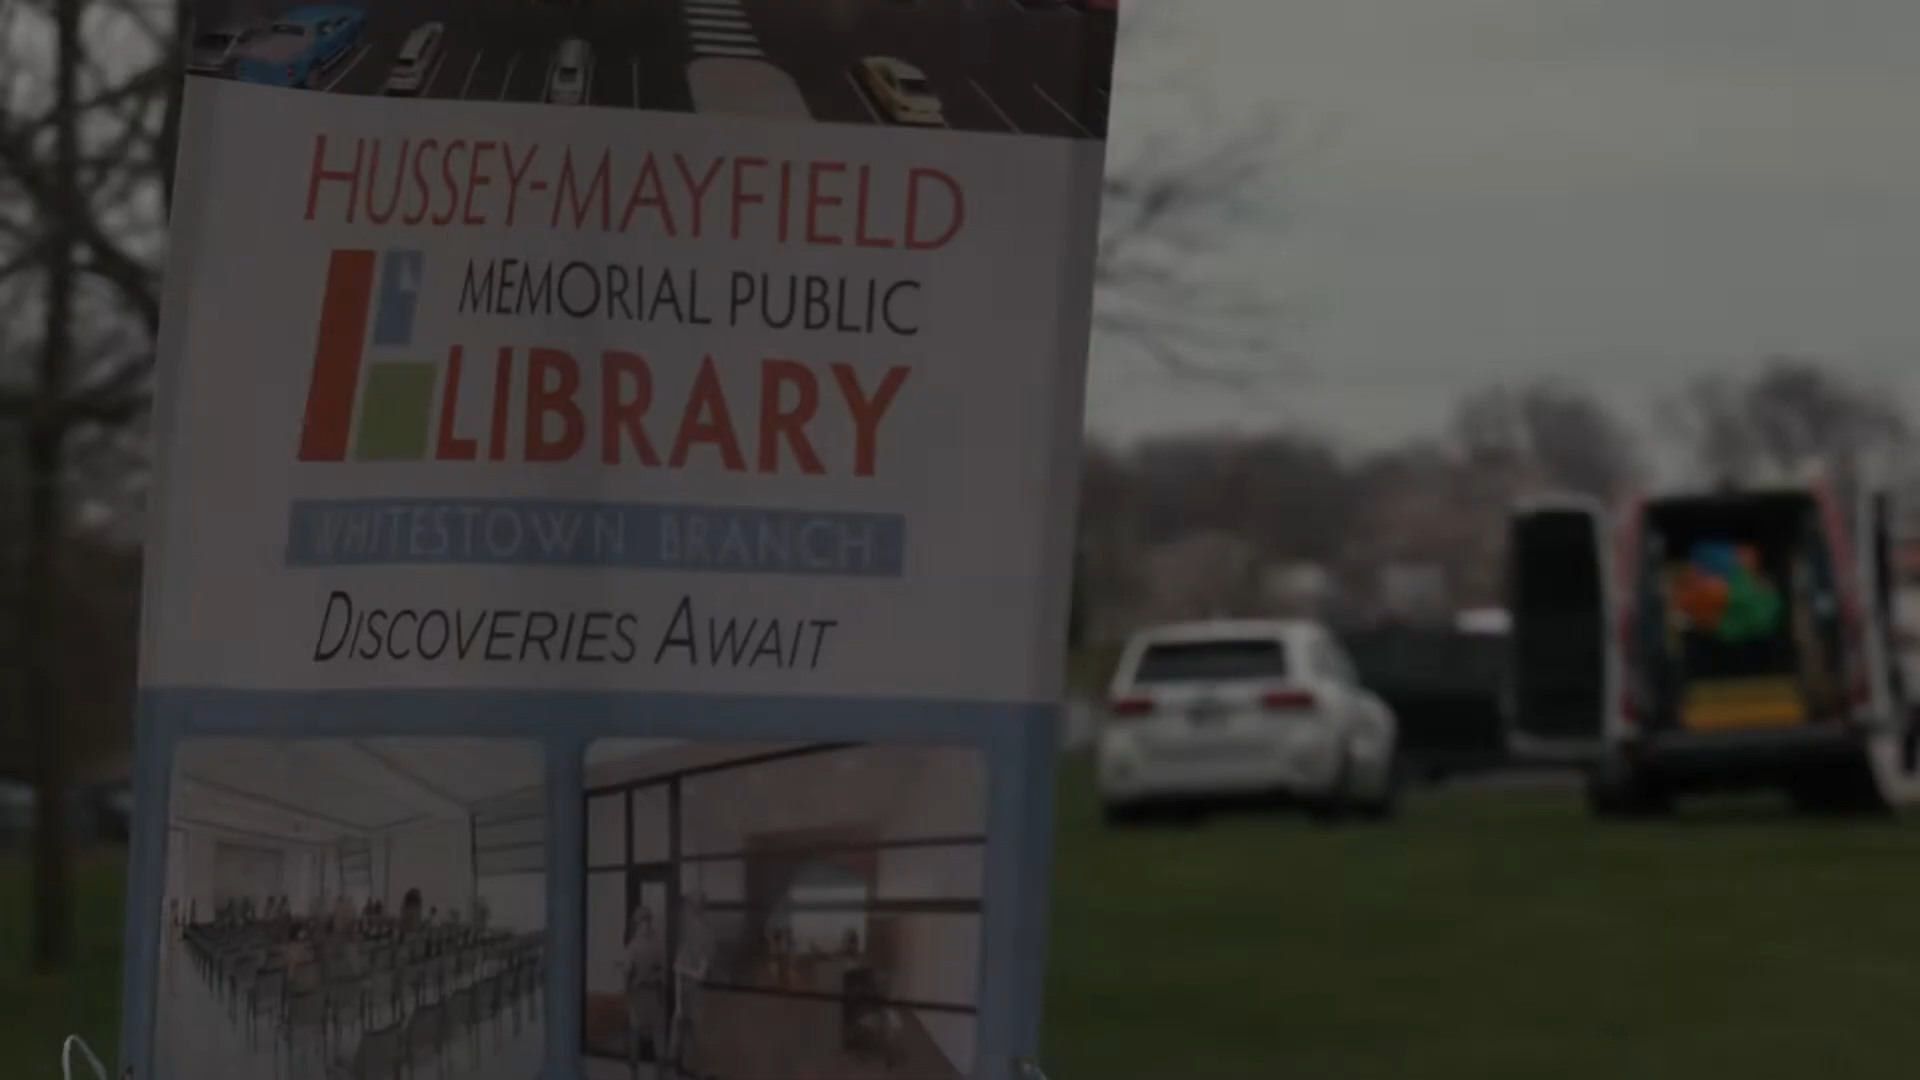 HUSSEY-MAYFIELD
MEMORIAL PUBLIC
LIBRARY
WHITESTOWN BRANCH
DISCOVERIES AWAIT